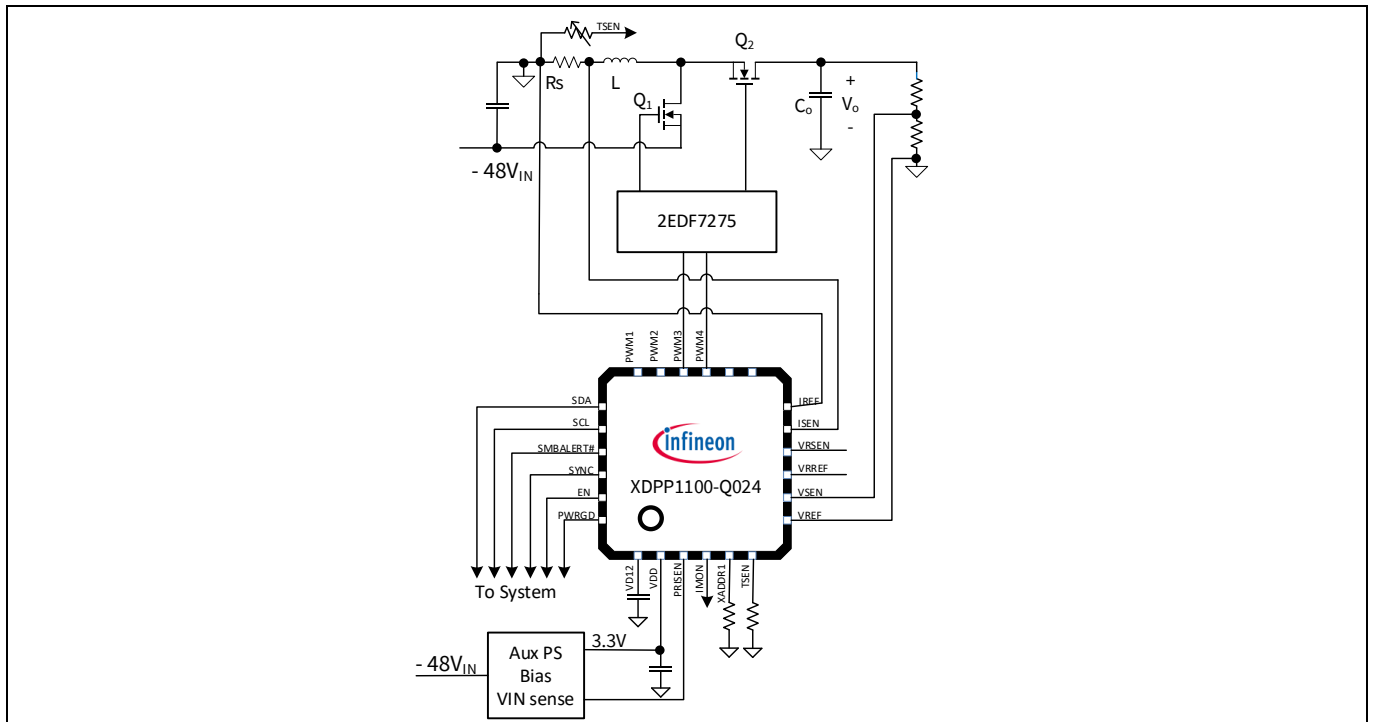 TSEN
Q2
Rs
L
Q1
Co
+
Vo
-
- 48VIN
2EDF7275
PWM1
PWM2
PWM3
PWM4
SDA
SCL
SMBALERT#
SYNC
EN
PWRGD
IREF
ISEN
VRSEN
VRREF
VSEN
VREF
infineon
XDPP1100-Q024
VD12
VDD
PRISEN
IMON
XADDR1
TSEN
To System
3.3V
- 48VIN
Aux PS
Bias
VIN sense